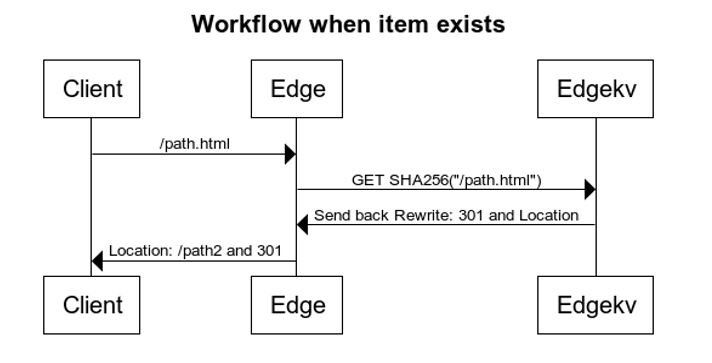 Workflow when item exists
Client Edge Edgekv
/path.html
GET SHA256("/path.html")
Send back Rewrite: 301 and Location
Location: /path2 and 301
Client Edge Edgekv